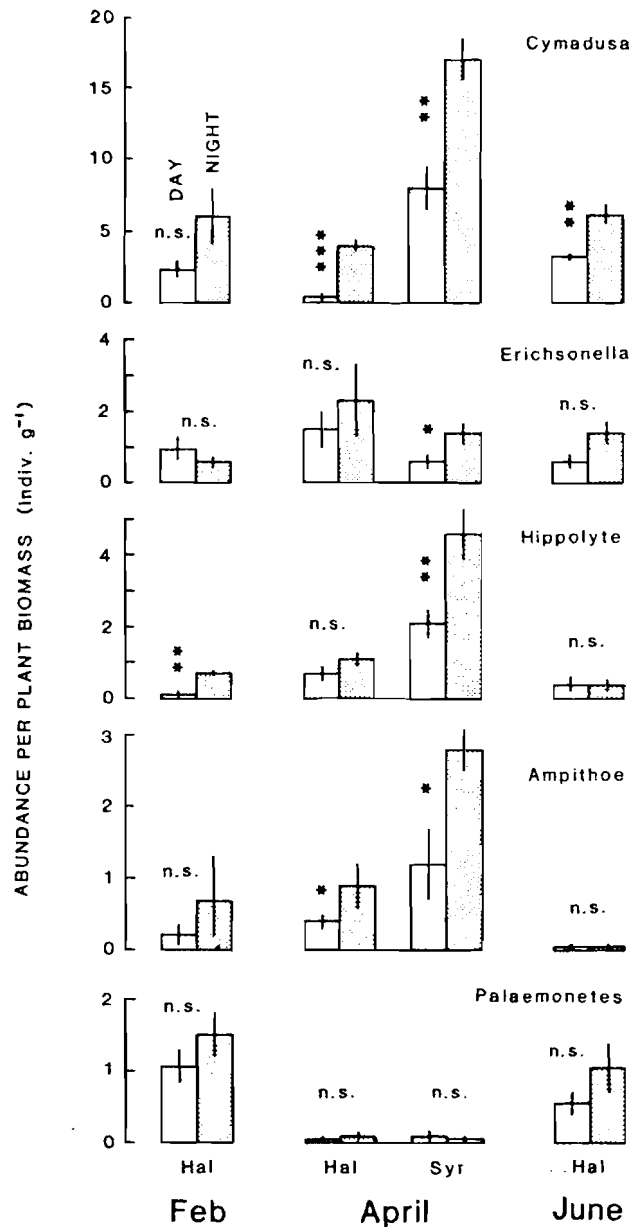 ABUNDANCE PER PLANT BIOMASS (Indiv. g⁻¹)
Cymadusa
20
15
10
5
0
DAY
NIGHT
n.s.
***
**
**
Erichsonella
4
2
0
n.s.
n.s.
*
n.s.
Hippolyte
4
2
0
**
n.s.
**
n.s.
Ampithoe
3
2
1
0
n.s.
*
*
n.s.
Palaemonetes
2
1
0
n.s.
n.s.
n.s.
n.s.
Hal
Hal
Syr
Hal
Feb
April
June